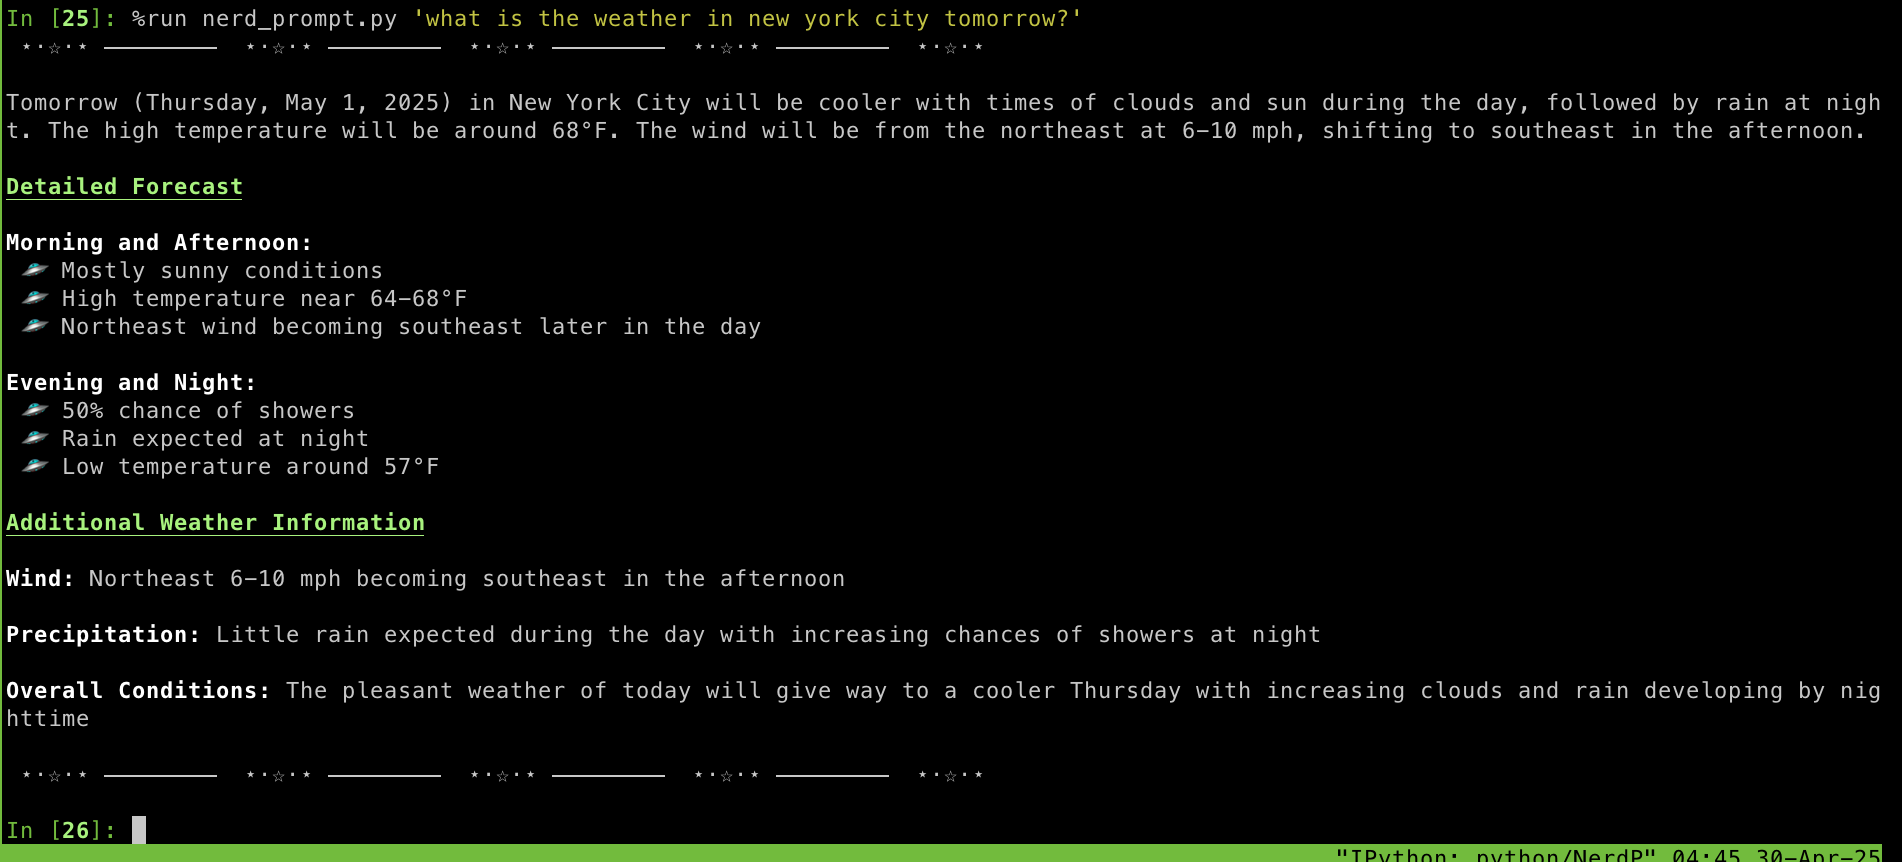 In [25]: %run nerd_prompt.py 'what is the weather in new york city tomorrow?'
⋆⋅☆⋅⋆ ──────── ⋆⋅☆⋅⋆ ──────── ⋆⋅☆⋅⋆ ──────── ⋆⋅☆⋅⋆ ──────── ⋆⋅☆⋅⋆
Tomorrow (Thursday, May 1, 2025) in New York City will be cooler with times of clouds and sun during the day, followed by rain at nigh
t. The high temperature will be around 68°F. The wind will be from the northeast at 6–10 mph, shifting to southeast in the afternoon.
Detailed Forecast
Morning and Afternoon:
🛸 Mostly sunny conditions
🛸 High temperature near 64–68°F
🛸 Northeast wind becoming southeast later in the day
Evening and Night:
🛸 50% chance of showers
🛸 Rain expected at night
🛸 Low temperature around 57°F
Additional Weather Information
Wind: Northeast 6–10 mph becoming southeast in the afternoon
Precipitation: Little rain expected during the day with increasing chances of showers at night
Overall Conditions: The pleasant weather of today will give way to a cooler Thursday with increasing clouds and rain developing by nig
httime
⋆⋅☆⋅⋆ ──────── ⋆⋅☆⋅⋆ ──────── ⋆⋅☆⋅⋆ ──────── ⋆⋅☆⋅⋆ ──────── ⋆⋅☆⋅⋆
In [26]:
"IPython: python/NerdP" 04:45 30-Apr-25